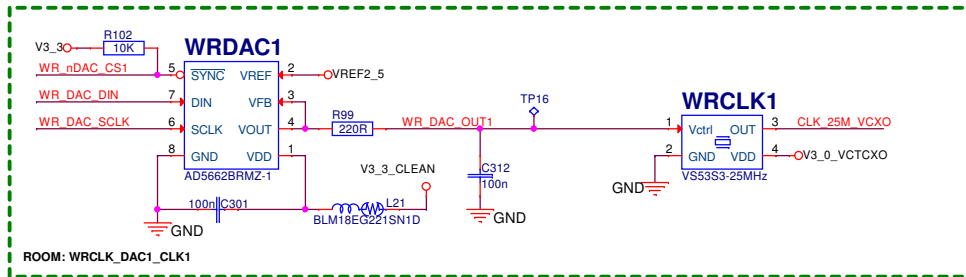 R102
V3_3
10K
WRDAC1
WR_nDAC_CS1
5
SYNC
VREF
2
VREF2_5
WR_DAC_DIN
7
DIN
VFB
3
WR_DAC_SCLK
6
SCLK
VOUT
4
R99
220R
WR_DAC_OUT1
TP16
WRCLK1
1
Vctrl
OUT
3
CLK_25M_VCXO
2
GND
VDD
4
V3_0_VCTCXO
VS53S3-25MHz
GND
8
GND
VDD
1
AD5662BRMZ-1
V3_3_CLEAN
C312
100n
GND
100n
C301
GND
L21
BLM18EG221SN1D
ROOM: WRCLK_DAC1_CLK1